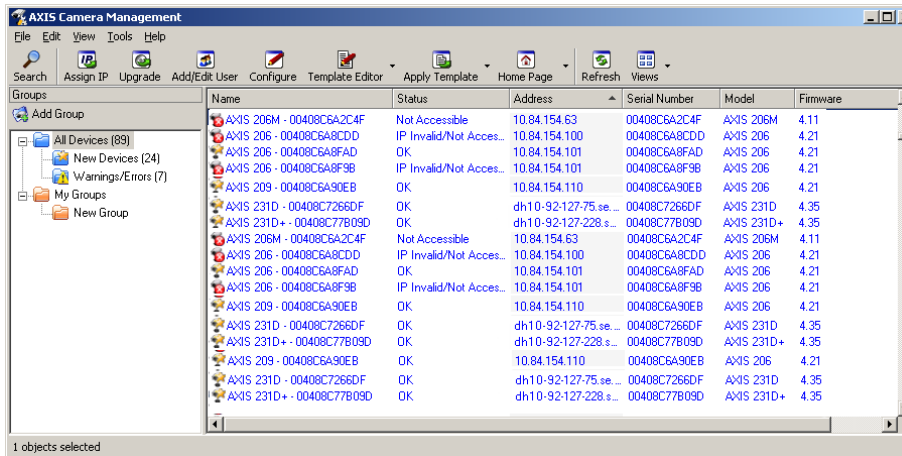 AXIS Camera Management
File Edit View Tools Help
Search Assign IP Upgrade Add/Edit User Configure Template Editor Apply Template Home Page Refresh Views
Groups
Add Group
All Devices (89)
New Devices (24)
Warnings/Errors (7)
My Groups
New Group
Name Status Address Serial Number Model Firmware
AXIS 206M - 00408C6A2C4F Not Accessible 10.84.154.63 00408C6A2C4F AXIS 206M 4.11
AXIS 206 - 00408C6A8CDD IP Invalid/Not Acces... 10.84.154.100 00408C6A8CDD AXIS 206 4.21
AXIS 206 - 00408C6A8FAD OK 10.84.154.101 00408C6A8FAD AXIS 206 4.21
AXIS 206 - 00408C6A8F9B IP Invalid/Not Acces... 10.84.154.101 00408C6A8F9B AXIS 206 4.21
AXIS 209 - 00408C6A90EB OK 10.84.154.110 00408C6A90EB AXIS 206 4.21
AXIS 231D - 00408C7266DF OK dh10-92-127-75.se.... 00408C7266DF AXIS 231D 4.35
AXIS 231D+ - 00408C77B09D OK dh10-92-127-228.s... 00408C77B09D AXIS 231D+ 4.35
AXIS 206M - 00408C6A2C4F Not Accessible 10.84.154.63 00408C6A2C4F AXIS 206M 4.11
AXIS 206 - 00408C6A8CDD IP Invalid/Not Acces... 10.84.154.100 00408C6A8CDD AXIS 206 4.21
AXIS 206 - 00408C6A8FAD OK 10.84.154.101 00408C6A8FAD AXIS 206 4.21
AXIS 206 - 00408C6A8F9B IP Invalid/Not Acces... 10.84.154.101 00408C6A8F9B AXIS 206 4.21
AXIS 209 - 00408C6A90EB OK 10.84.154.110 00408C6A90EB AXIS 206 4.21
AXIS 231D - 00408C7266DF OK dh10-92-127-75.se.... 00408C7266DF AXIS 231D 4.35
AXIS 231D+ - 00408C77B09D OK dh10-92-127-228.s... 00408C77B09D AXIS 231D+ 4.35
AXIS 209 - 00408C6A90EB OK 10.84.154.110 00408C6A90EB AXIS 206 4.21
AXIS 231D - 00408C7266DF OK dh10-92-127-75.se.... 00408C7266DF AXIS 231D 4.35
AXIS 231D+ - 00408C77B09D OK dh10-92-127-228.s... 00408C77B09D AXIS 231D+ 4.35
1 objects selected